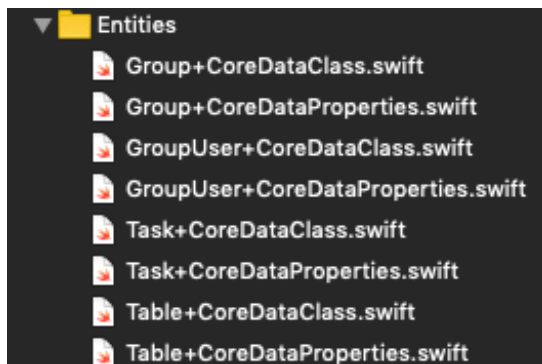 Entities
Group+CoreDataClass.swift
Group+CoreDataProperties.swift
GroupUser+CoreDataClass.swift
GroupUser+CoreDataProperties.swift
Task+CoreDataClass.swift
Task+CoreDataProperties.swift
Table+CoreDataClass.swift
Table+CoreDataProperties.swift